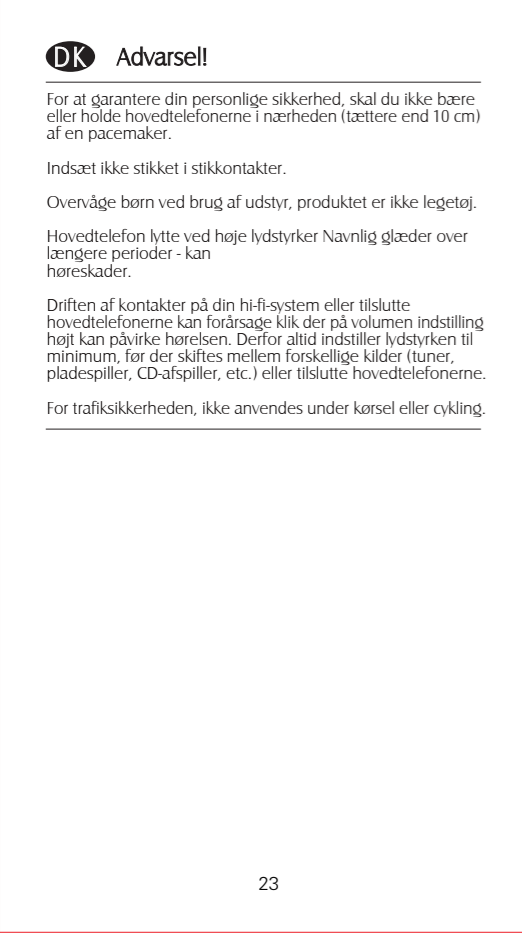 DK Advarsel!
For at garantere din personlige sikkerhed, skal du ikke bære
eller holde hovedtelefonerne i nærheden (tættere end 10 cm)
af en pacemaker.
Indsæt ikke stikket i stikkontakter.
Overvåge børn ved brug af udstyr, produktet er ikke legetøj.
Hovedtelefon lytte ved høje lydstyrker Navnlig glæder over
længere perioder - kan
høreskader.
Driften af kontakter på din hi-fi-system eller tilslutte
hovedtelefonerne kan forårsage klik der på volumen indstilling
højt kan påvirke hørelsen. Derfor altid indstiller lydstyrken til
minimum, før der skiftes mellem forskellige kilder (tuner,
pladespiller, CD-afspiller, etc.) eller tilslutte hovedtelefonerne.
For trafiksikkerheden, ikke anvendes under kørsel eller cykling.
23